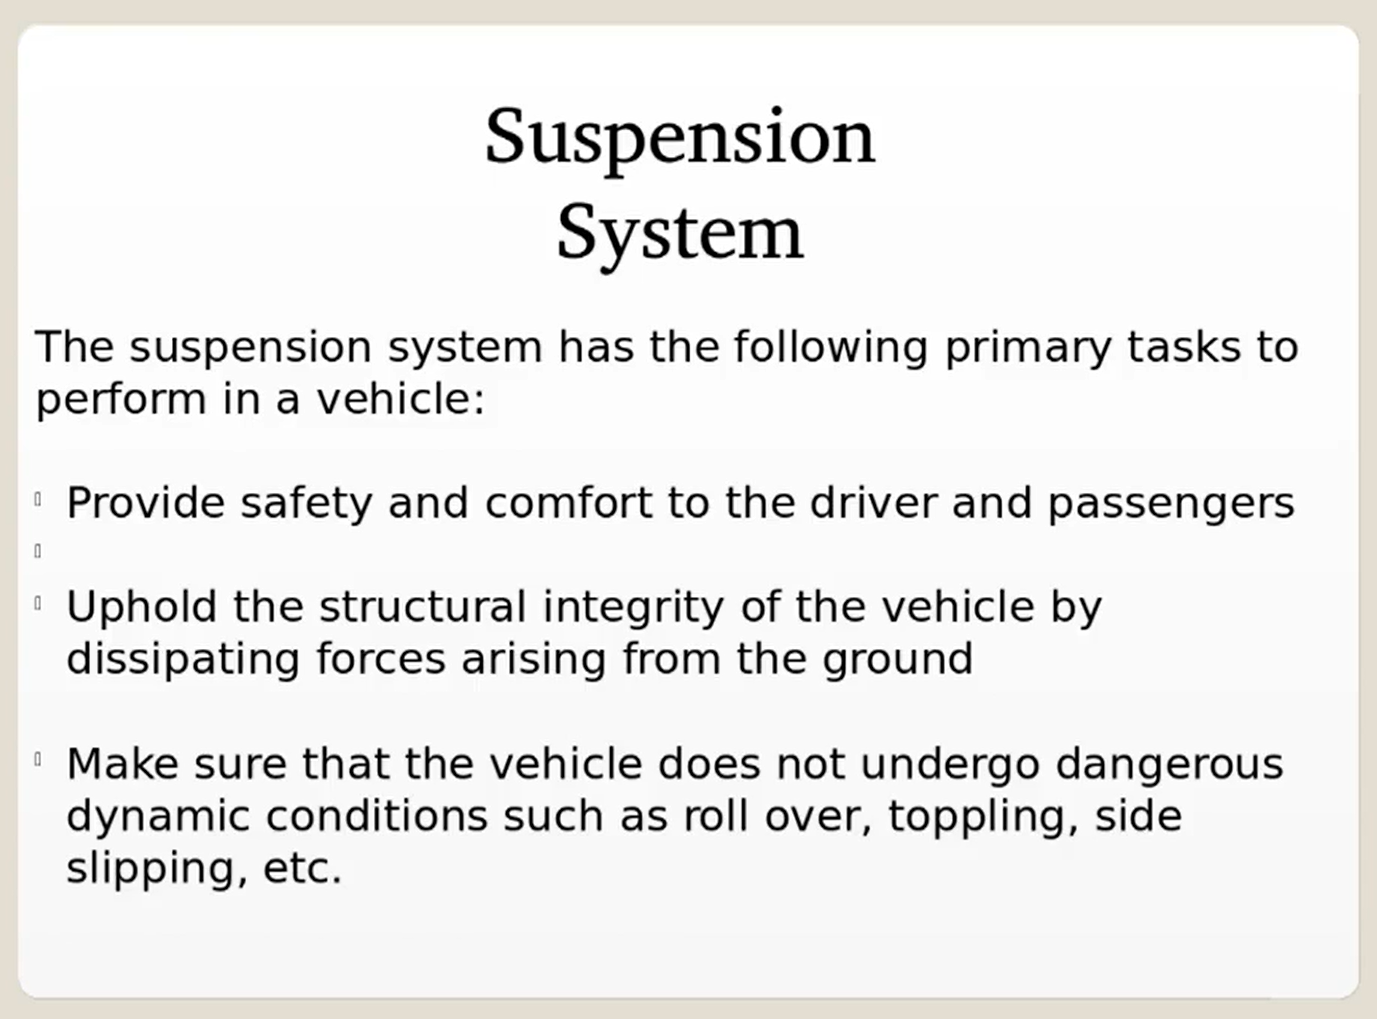 Suspension
System
The suspension system has the following primary tasks to
perform in a vehicle:
Provide safety and comfort to the driver and passengers
Uphold the structural integrity of the vehicle by
dissipating forces arising from the ground
Make sure that the vehicle does not undergo dangerous
dynamic conditions such as roll over, toppling, side
slipping, etc.